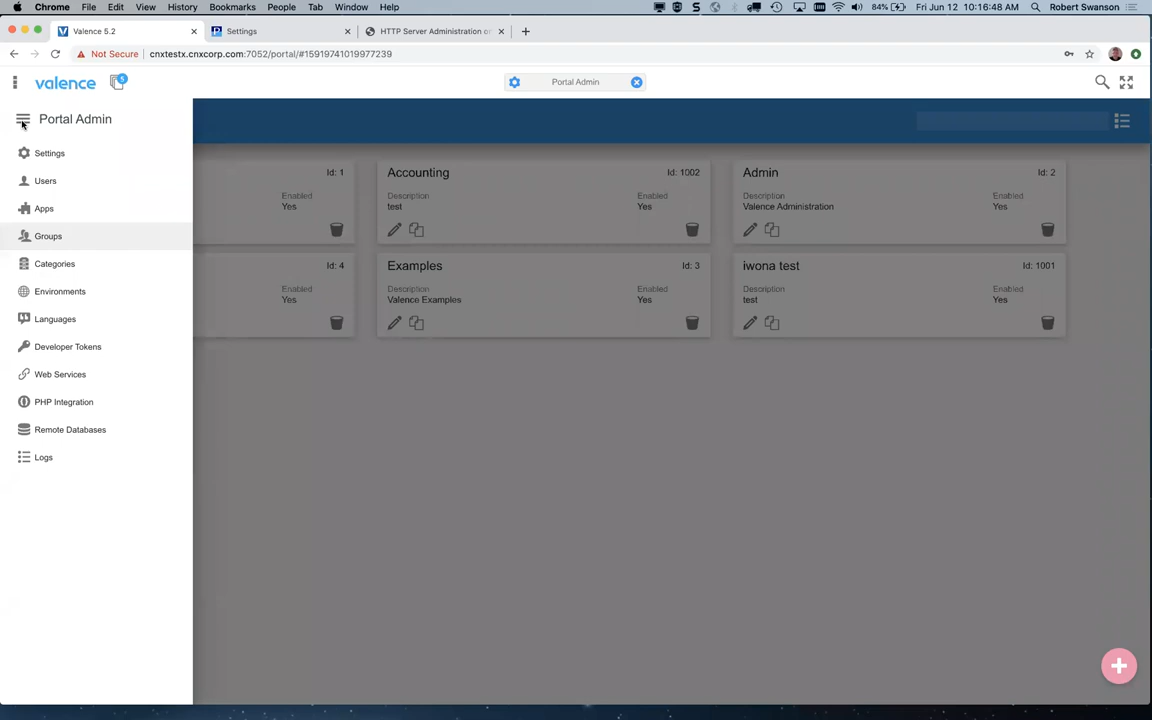 Chrome File Edit View History Bookmarks People Tab Window Help 84% Fri Jun 12 10:16:48 AM Robert Swanson
Valence 5.2 Settings HTTP Server Administration o
Not Secure cnxtestx.cnxcorp.com:7052/portal/#15919741019977239
valence 5 Portal Admin
Portal Admin
Settings
Users
Apps
Groups
Categories
Environments
Languages
Developer Tokens
Web Services
PHP Integration
Remote Databases
Logs
Id: 1
Enabled
Yes
Accounting Id: 1002
Description Enabled
test Yes
Admin Id: 2
Description Enabled
Valence Administration Yes
Id: 4
Enabled
Yes
Examples Id: 3
Description Enabled
Valence Examples Yes
iwona test Id: 1001
Description Enabled
test Yes